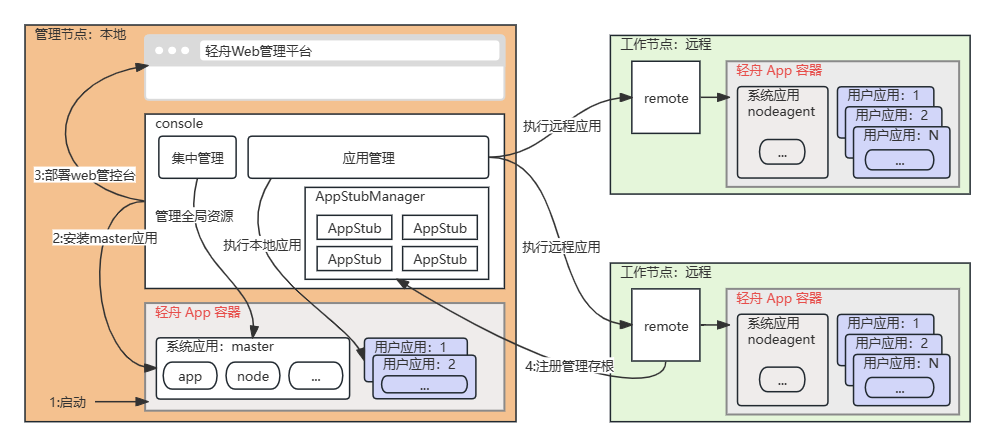 管理节点：本地
轻舟Web管理平台
console
集中管理
应用管理
3:部署web管控台
管理全局资源
2:安装master应用
执行本地应用
AppStubManager
AppStub
AppStub
AppStub
AppStub
轻舟 App 容器
系统应用：master
app
node
...
用户应用：1
用户应用：2
...
1:启动
执行远程应用
执行远程应用
4:注册管理存根
工作节点：远程
remote
轻舟 App 容器
系统应用
nodeagent
...
用户应用：1
用户应用：2
用户应用：N
...
工作节点：远程
remote
轻舟 App 容器
系统应用
nodeagent
...
用户应用：1
用户应用：2
用户应用：N
...